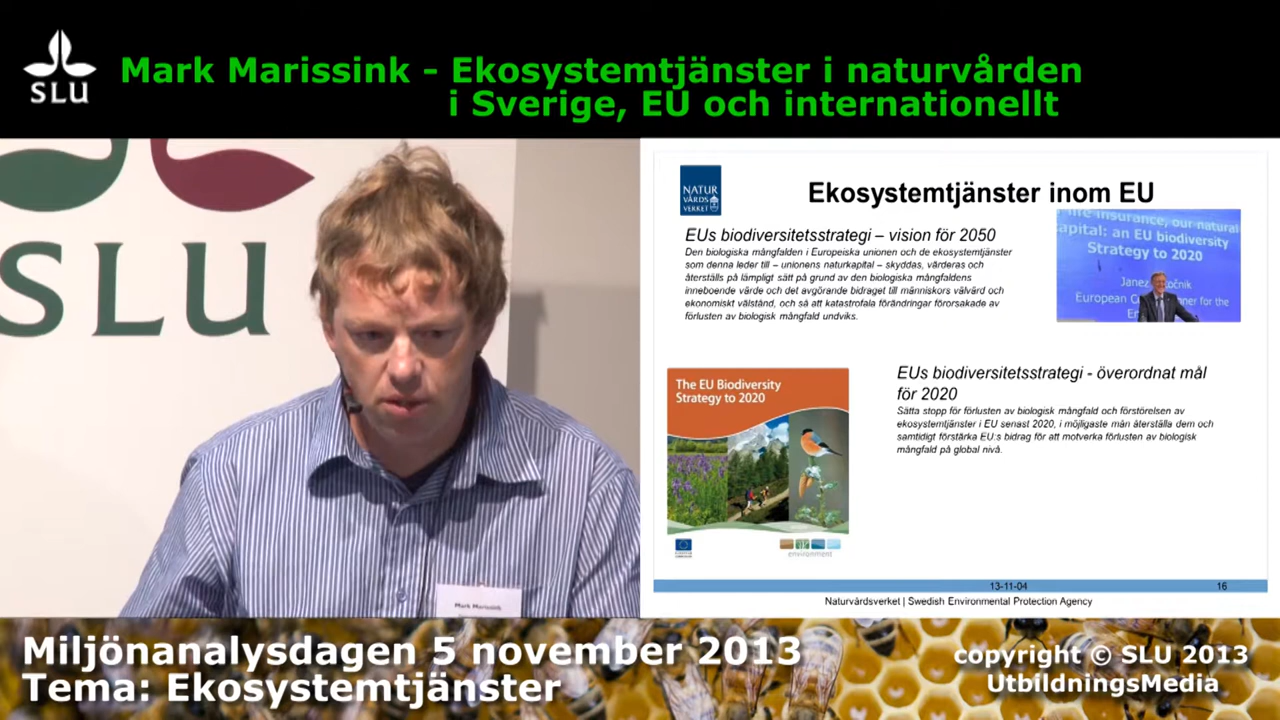 SLU
Mark Marissink - Ekosystemtjänster i naturvården
i Sverige, EU och internationellt
SLU
Mark Marissink
NATUR
VÅRDS
VERKET
Ekosystemtjänster inom EU
EUs biodiversitetsstrategi – vision för 2050
Den biologiska mångfalden i Europeiska unionen och de ekosystemtjänster
som denna leder till – unionens naturkapital – skyddas, värderas och
återställs på lämpligt sätt på grund av den biologiska mångfaldens
inneboende värde och det avgörande bidraget till människors välvärd och
ekonomiskt välstånd, och så att katastrofala förändringar förorsakade av
förlusten av biologisk mångfald undviks.
life insurance, our natural
capital: an EU biodiversity
Strategy to 2020
Janez
European
for the
The EU Biodiversity
Strategy to 2020
environment
EUs biodiversitetsstrategi - överordnat mål
för 2020
Sätta stopp för förlusten av biologisk mångfald och förstörelsen av
ekosystemtjänster i EU senast 2020, i möjligaste mån återställa dem och
samtidigt förstärka EU:s bidrag för att motverka förlusten av biologisk
mångfald på global nivå.
13-11-04 16
Naturvårdsverket | Swedish Environmental Protection Agency
Miljönanalysdagen 5 november 2013
Tema: Ekosystemtjänster
copyright © SLU 2013
UtbildningsMedia